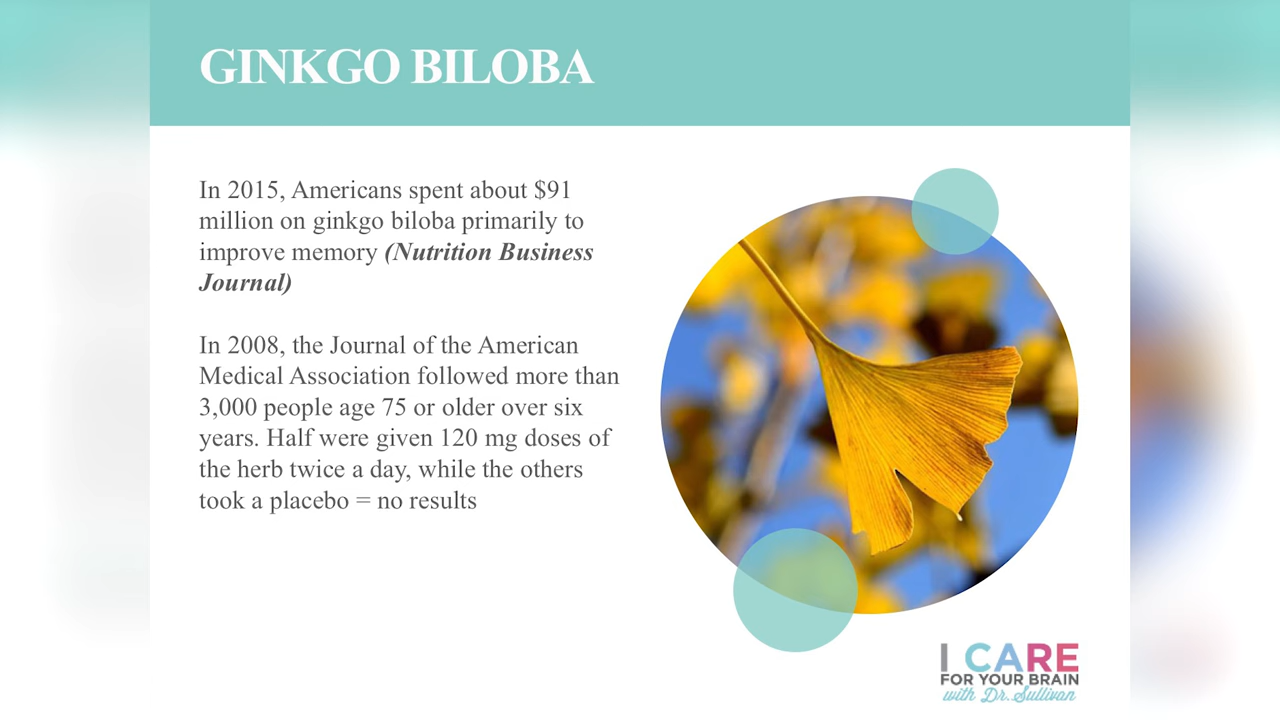 GINKGO BILOBA
In 2015, Americans spent about $91
million on ginkgo biloba primarily to
improve memory (Nutrition Business
Journal)
In 2008, the Journal of the American
Medical Association followed more than
3,000 people age 75 or older over six
years. Half were given 120 mg doses of
the herb twice a day, while the others
took a placebo = no results
I CARE
FOR YOUR BRAIN
with Dr. Sullivan